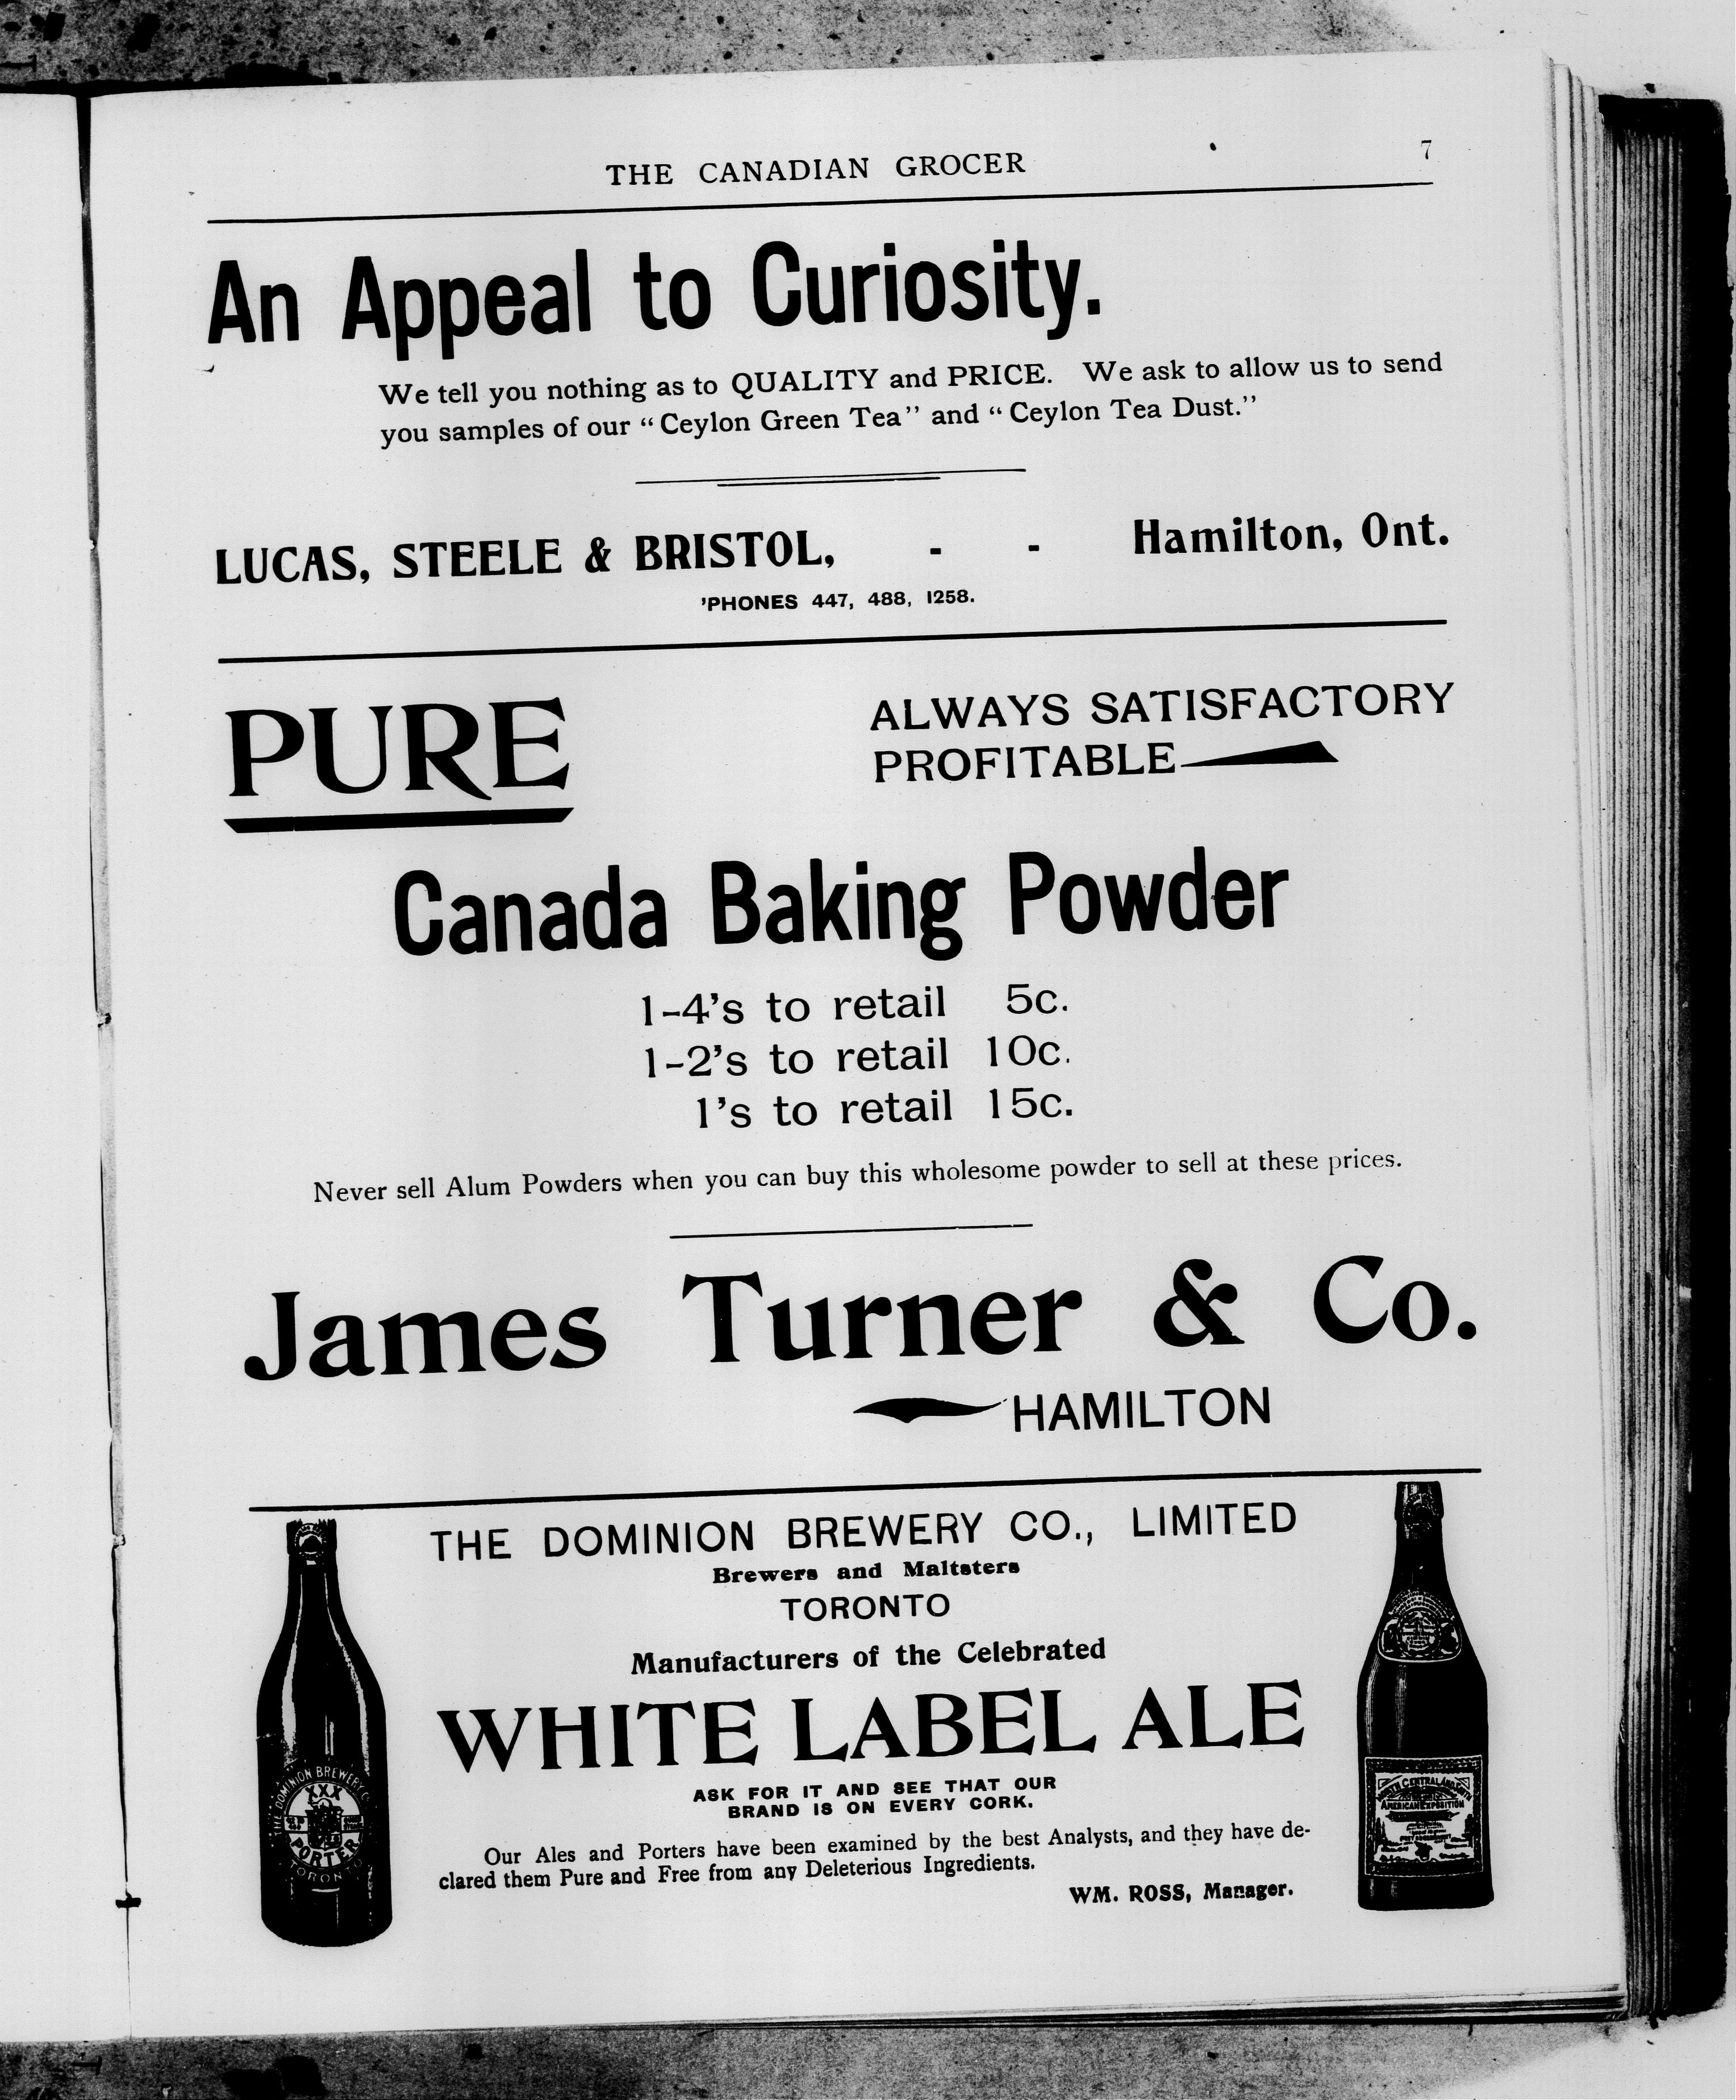 THE CANADIAN GROCER 7
An Appeal to Curiosity.
We tell you nothing as to QUALITY and PRICE. We ask to allow us to send
you samples of our “Ceylon Green Tea” and “Ceylon Tea Dust.”
LUCAS, STEELE & BRISTOL, - - Hamilton, Ont.
’PHONES 447, 488, 1258.
PURE
ALWAYS SATISFACTORY
PROFITABLE
Canada Baking Powder
1-4’s to retail 5c.
1-2’s to retail 10c.
1’s to retail 15c.
Never sell Alum Powders when you can buy this wholesome powder to sell at these prices.
James Turner & Co.
HAMILTON
THE DOMINION BREWERY CO., LIMITED
Brewers and Maltsters
TORONTO
Manufacturers of the Celebrated
WHITE LABEL ALE
ASK FOR IT AND SEE THAT OUR
BRAND IS ON EVERY CORK.
Our Ales and Porters have been examined by the best Analysts, and they have de-
clared them Pure and Free from any Deleterious Ingredients.
WM. ROSS, Manager.
THE DOMINION BREWERY
XXX
PORTER
TORONTO
NORTH CENTRAL AND SOUTH
AMERICAN EXPOSITION